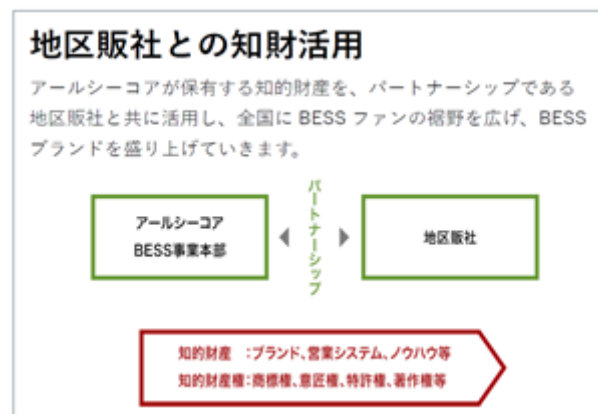 地区販社との知財活用
アールシーコアが保有する知的財産を、パートナーシップである
地区販社と共に活用し、全国に BESS ファンの裾野を広げ、BESS
ブランドを盛り上げていきます。
アールシーコア
BESS事業本部
パートナーシップ
地区販社
知的財産　:ブランド、営業システム、ノウハウ等
知的財産権:商標権、意匠権、特許権、著作権等